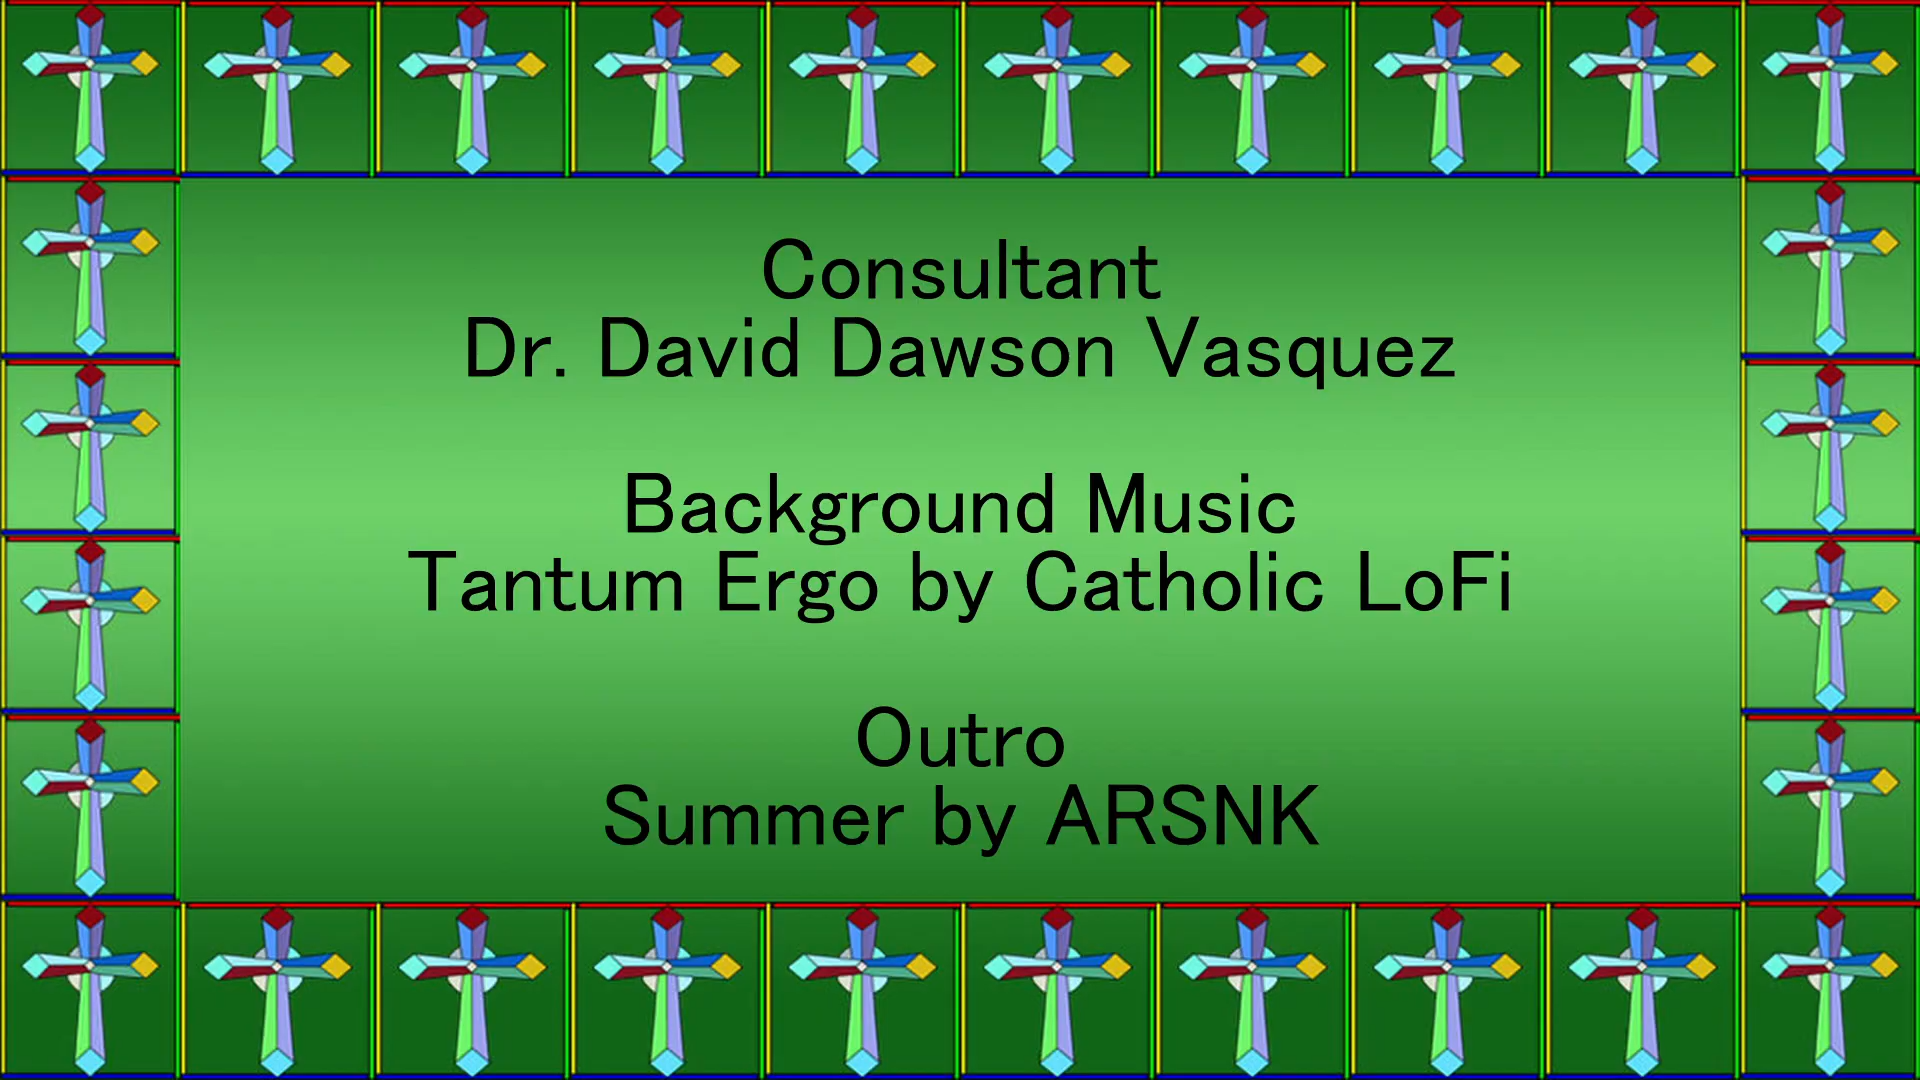 Consultant
Dr. David Dawson Vasquez
Background Music
Tantum Ergo by Catholic LoFi
Outro
Summer by ARSNK